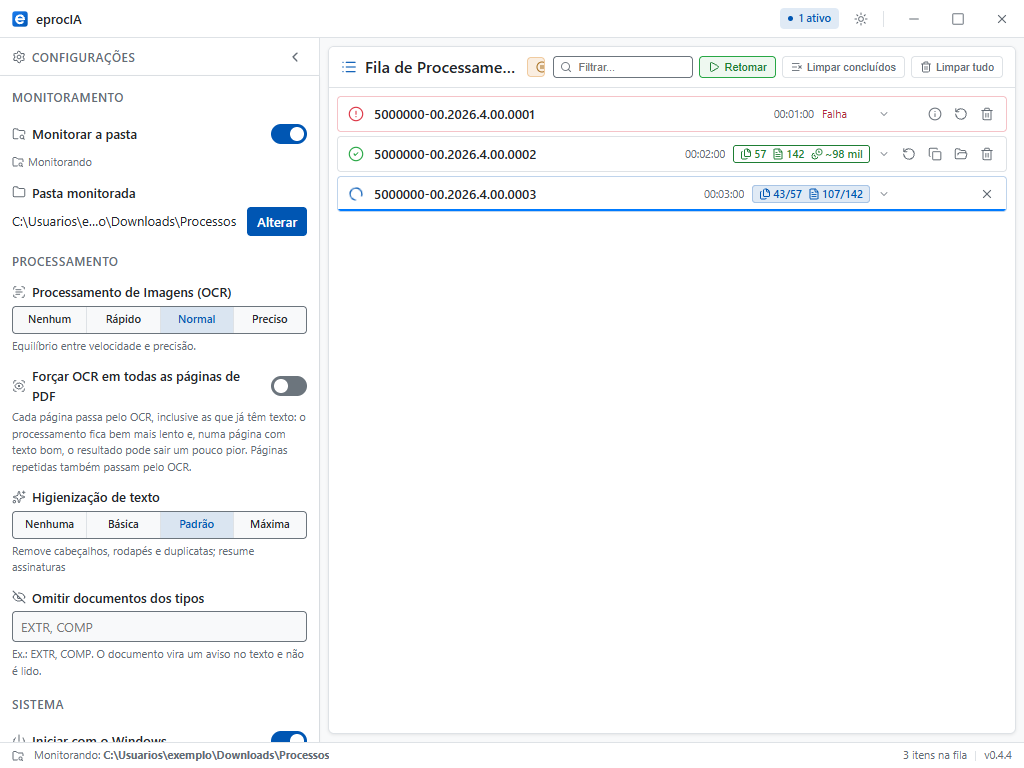 eprocIA
1 ativo
CONFIGURAÇÕES
MONITORAMENTO
Monitorar a pasta
Monitorando
Pasta monitorada
C:\Usuarios\e...o\Downloads\Processos
Alterar
PROCESSAMENTO
Processamento de Imagens (OCR)
Nenhum Rápido Normal Preciso
Equilíbrio entre velocidade e precisão.
Forçar OCR em todas as páginas de
PDF
Cada página passa pelo OCR, inclusive as que já têm texto: o
processamento fica bem mais lento e, numa página com
texto bom, o resultado pode sair um pouco pior. Páginas
repetidas também passam pelo OCR.
Higienização de texto
Nenhuma Básica Padrão Máxima
Remove cabeçalhos, rodapés e duplicatas; resume
assinaturas
Omitir documentos dos tipos
EXTR, COMP
Ex.: EXTR, COMP. O documento vira um aviso no texto e não
é lido.
SISTEMA
Iniciar com o Windows
Fila de Processame...
Filtrar...
Retomar
Limpar concluídos
Limpar tudo
5000000-00.2026.4.00.0001 00:01:00 Falha
5000000-00.2026.4.00.0002 00:02:00 57 142 ~98 mil
5000000-00.2026.4.00.0003 00:03:00 43/57 107/142
Monitorando: C:\Usuarios\exemplo\Downloads\Processos
3 itens na fila
v0.4.4